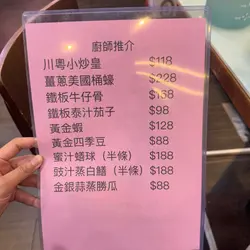 廚師推介
川粵小炒皇 $118
薑蔥美國桶蠔 $228
鐵板牛仔骨 $138
鐵板泰汁茄子 $98
黃金蝦 $128
黃金四季豆 $88
蜜汁鱔球（半條） $188
豉汁蒸白鱔（半條） $188
金銀蒜蒸勝瓜 $88